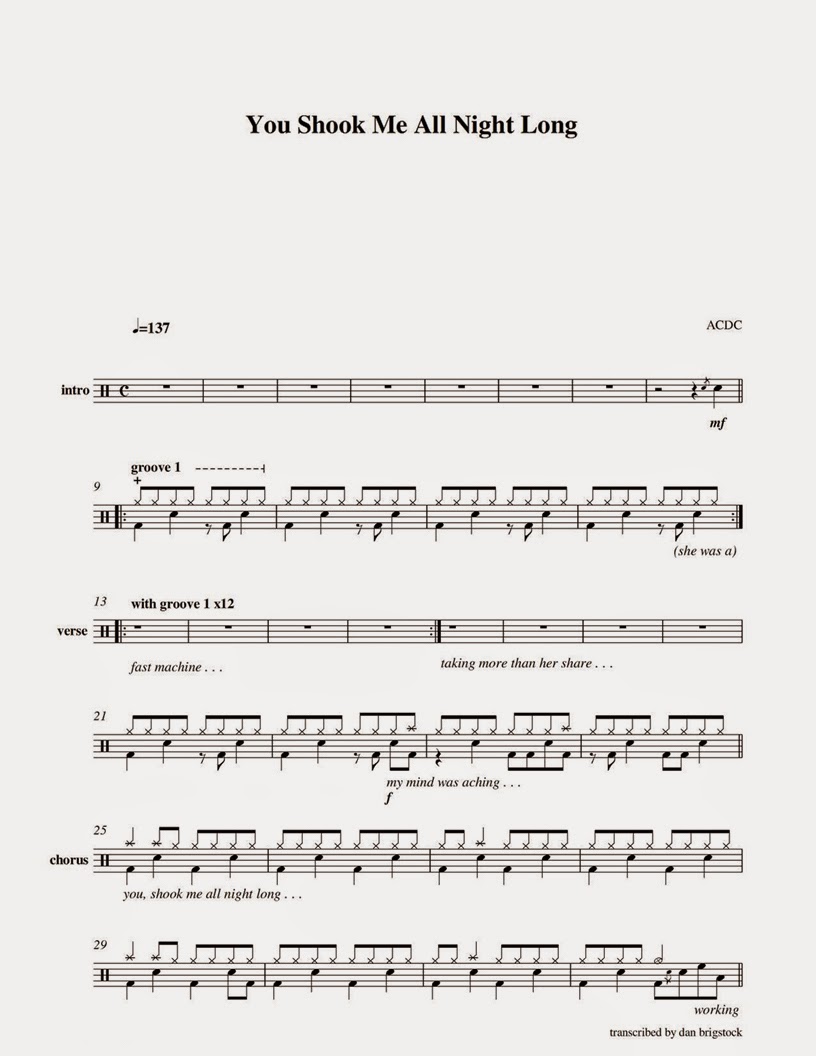 You Shook Me All Night Long
♩=137
ACDC
intro
mf
groove 1
9
(she was a)
13
with groove 1 x12
verse
fast machine . . .
taking more than her share . . .
21
my mind was aching . . .
f
25
chorus
you, shook me all night long . . .
29
working
transcribed by dan brigstock